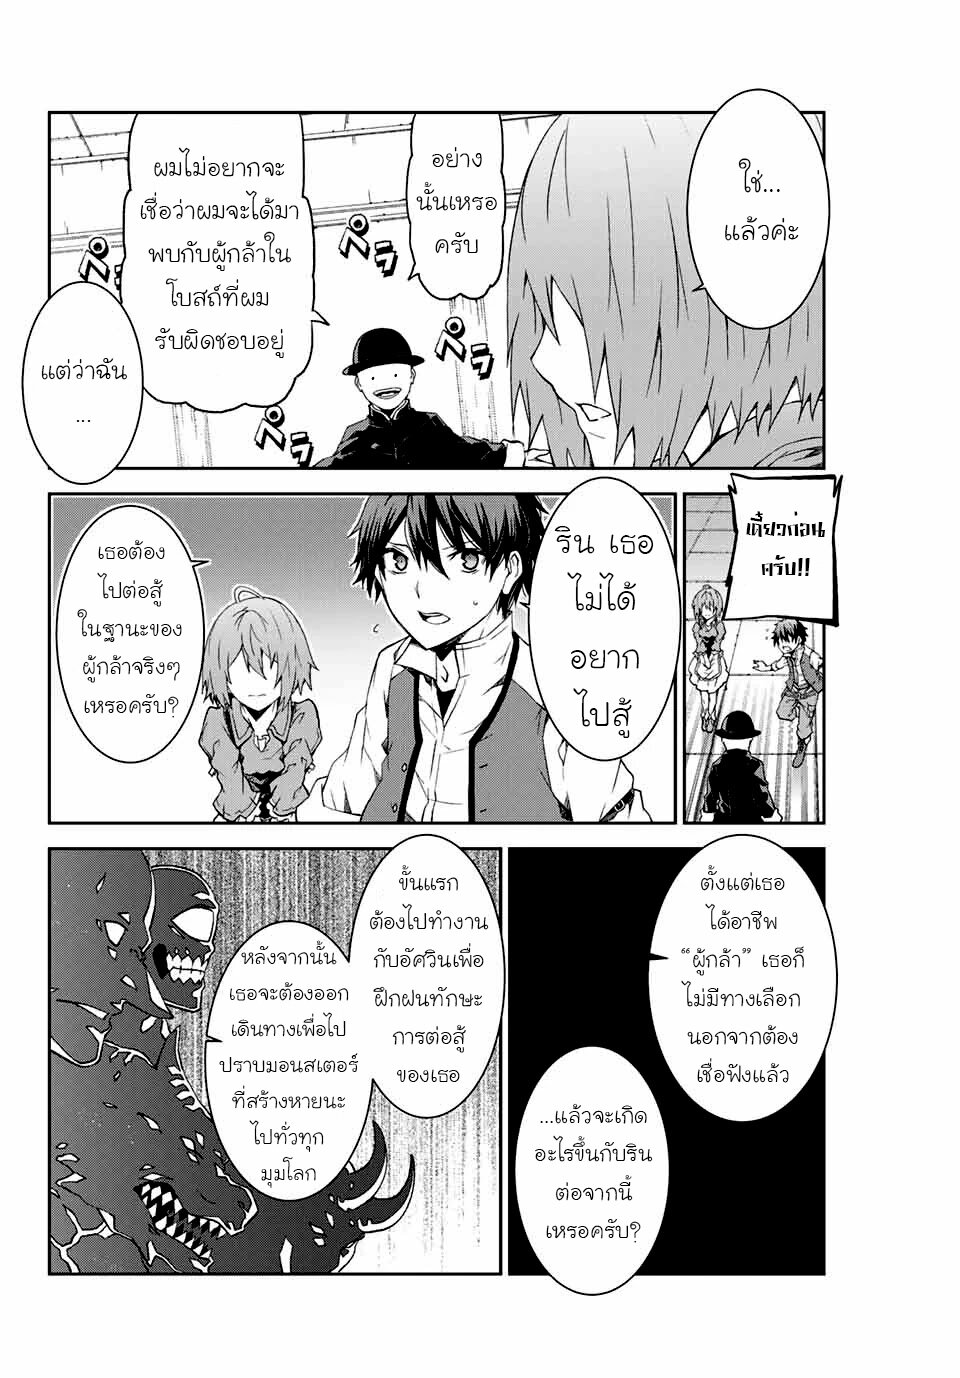 ใช่...
แล้วค่ะ
อย่าง
นั้นเหรอ
ครับ
ผมไม่อยากจะ
เชื่อว่าผมจะได้มา
พบกับผู้กล้าใน
โบสถ์ที่ผม
รับผิดชอบอยู่
แต่ว่าฉัน
...
ペラ
ペラ
ペラ
ペラ
เดี๋ยวก่อน
ครับ!!
ริน เธอ
ไม่ได้
อยาก
ไปสู้
เธอต้อง
ไปต่อสู้
ในฐานะของ
ผู้กล้าจริงๆ
เหรอครับ?
ตั้งแต่เธอ
ได้อาชีพ
“ผู้กล้า” เธอก็
ไม่มีทางเลือก
นอกจากต้อง
เชื่อฟังแล้ว
...แล้วจะเกิด
อะไรขึ้นกับริน
ต่อจากนี้
เหรอครับ?
ขั้นแรก
ต้องไปทำงาน
กับอัศวินเพื่อ
ฝึกฝนทักษะ
การต่อสู้
ของเธอ
หลังจากนั้น
เธอจะต้องออก
เดินทางเพื่อไป
ปราบมอนสเตอร์
ที่สร้างหายนะ
ไปทั่วทุก
มุมโลก